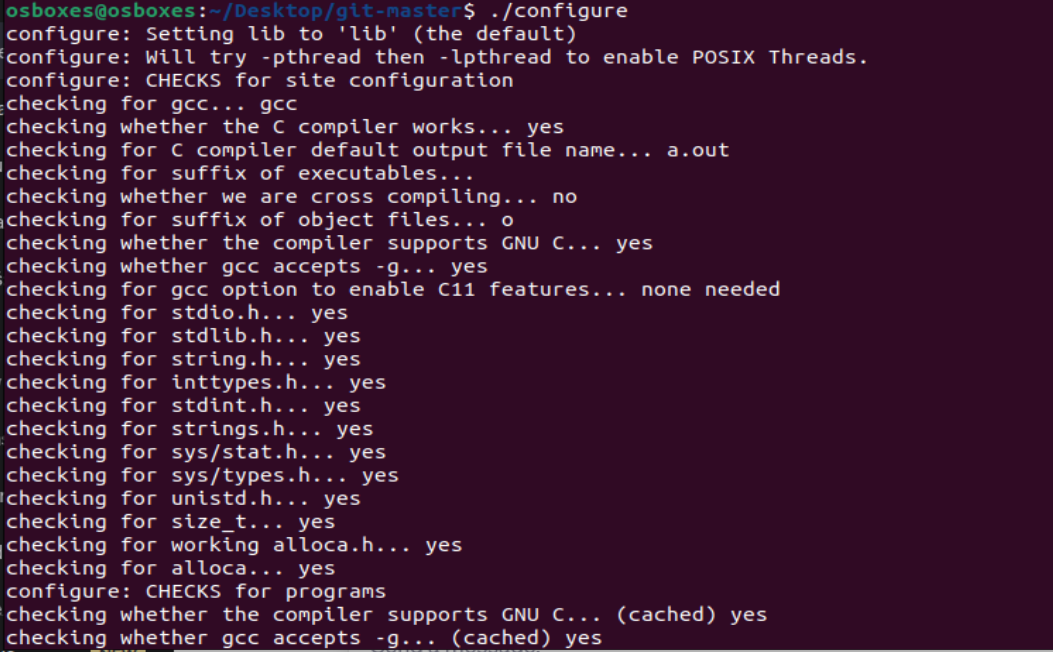 osboxes@osboxes:~/Desktop/git-master$ ./configure
configure: Setting lib to 'lib' (the default)
configure: Will try -pthread then -lpthread to enable POSIX Threads.
configure: CHECKS for site configuration
checking for gcc... gcc
checking whether the C compiler works... yes
checking for C compiler default output file name... a.out
checking for suffix of executables...
checking whether we are cross compiling... no
checking for suffix of object files... o
checking whether the compiler supports GNU C... yes
checking whether gcc accepts -g... yes
checking for gcc option to enable C11 features... none needed
checking for stdio.h... yes
checking for stdlib.h... yes
checking for string.h... yes
checking for inttypes.h... yes
checking for stdint.h... yes
checking for strings.h... yes
checking for sys/stat.h... yes
checking for sys/types.h... yes
checking for unistd.h... yes
checking for size_t... yes
checking for working alloca.h... yes
checking for alloca... yes
configure: CHECKS for programs
checking whether the compiler supports GNU C... (cached) yes
checking whether gcc accepts -g... (cached) yes